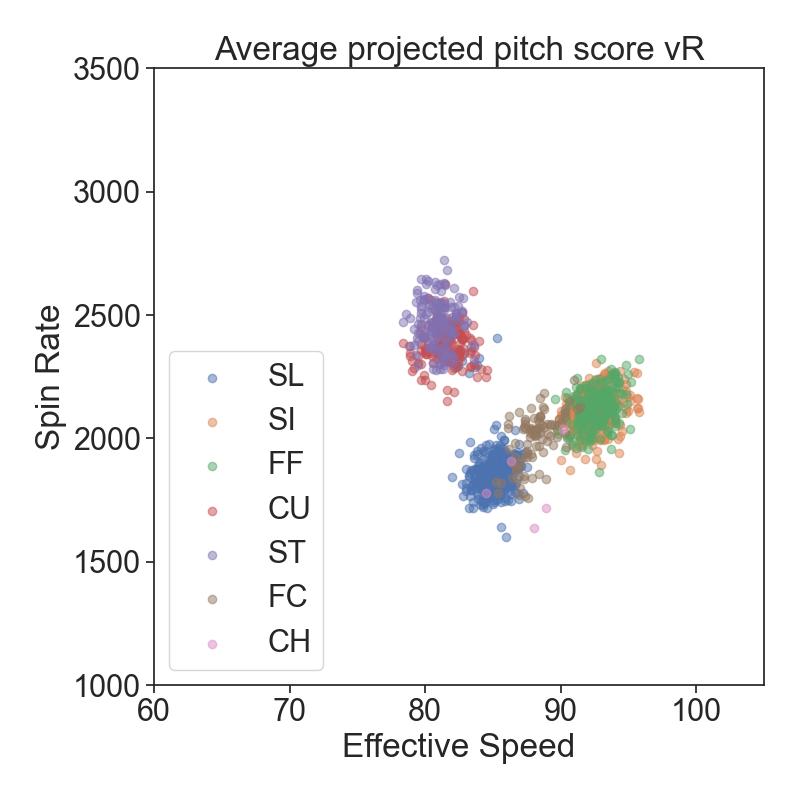 Average projected pitch score vR
3500
3000
2500
2000
1500
1000
Spin Rate
SL
SI
FF
CU
ST
FC
CH
60 70 80 90 100
Effective Speed